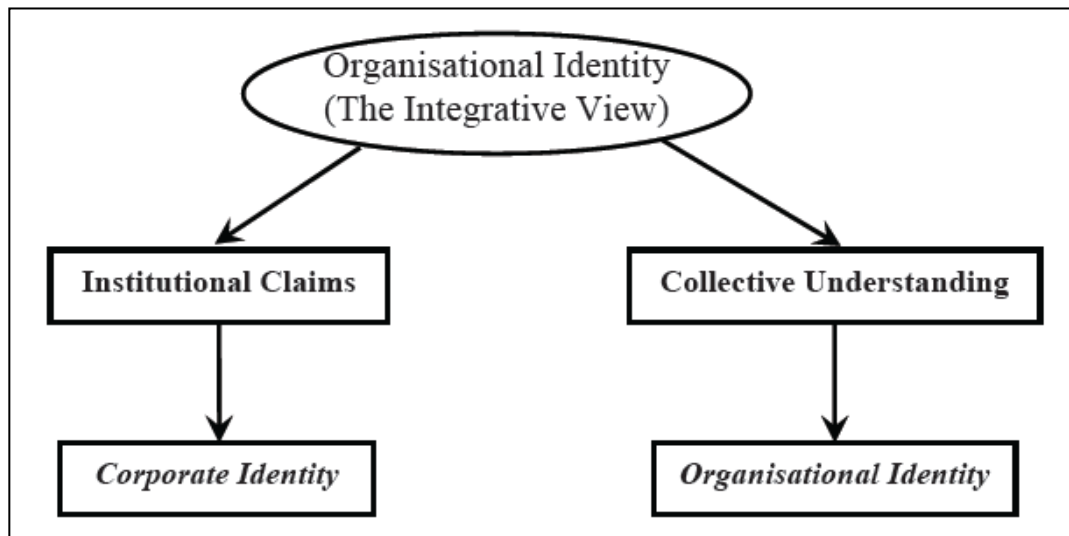 Organisational Identity
(The Integrative View)
Institutional Claims
Collective Understanding
Corporate Identity
Organisational Identity